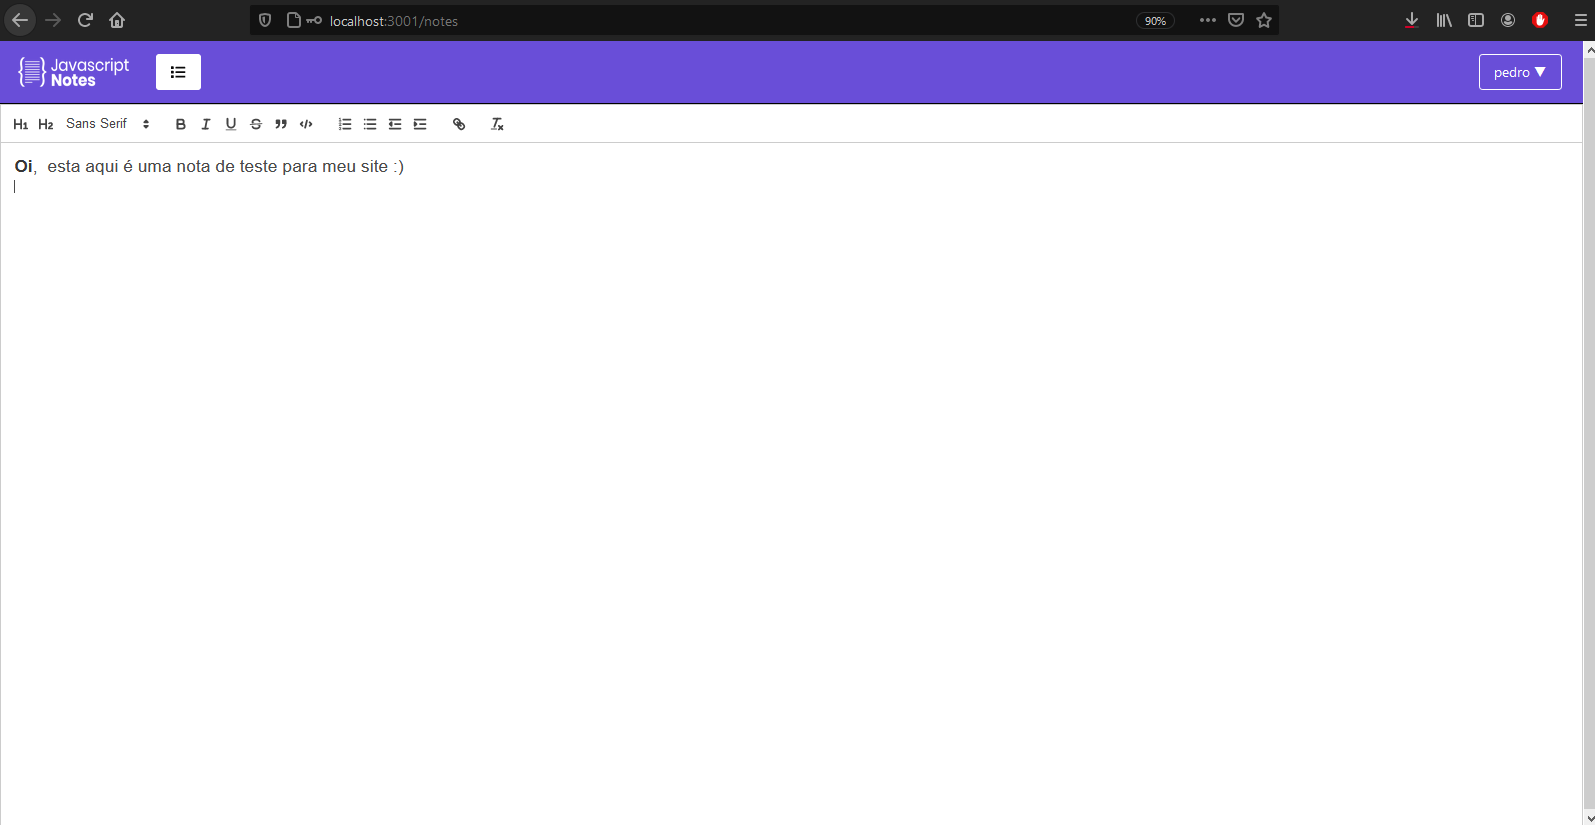 localhost:3001/notes
90%
Javascript
Notes
pedro ▼
H1 H2 Sans Serif B I U S
Oi,  esta aqui é uma nota de teste para meu site :)